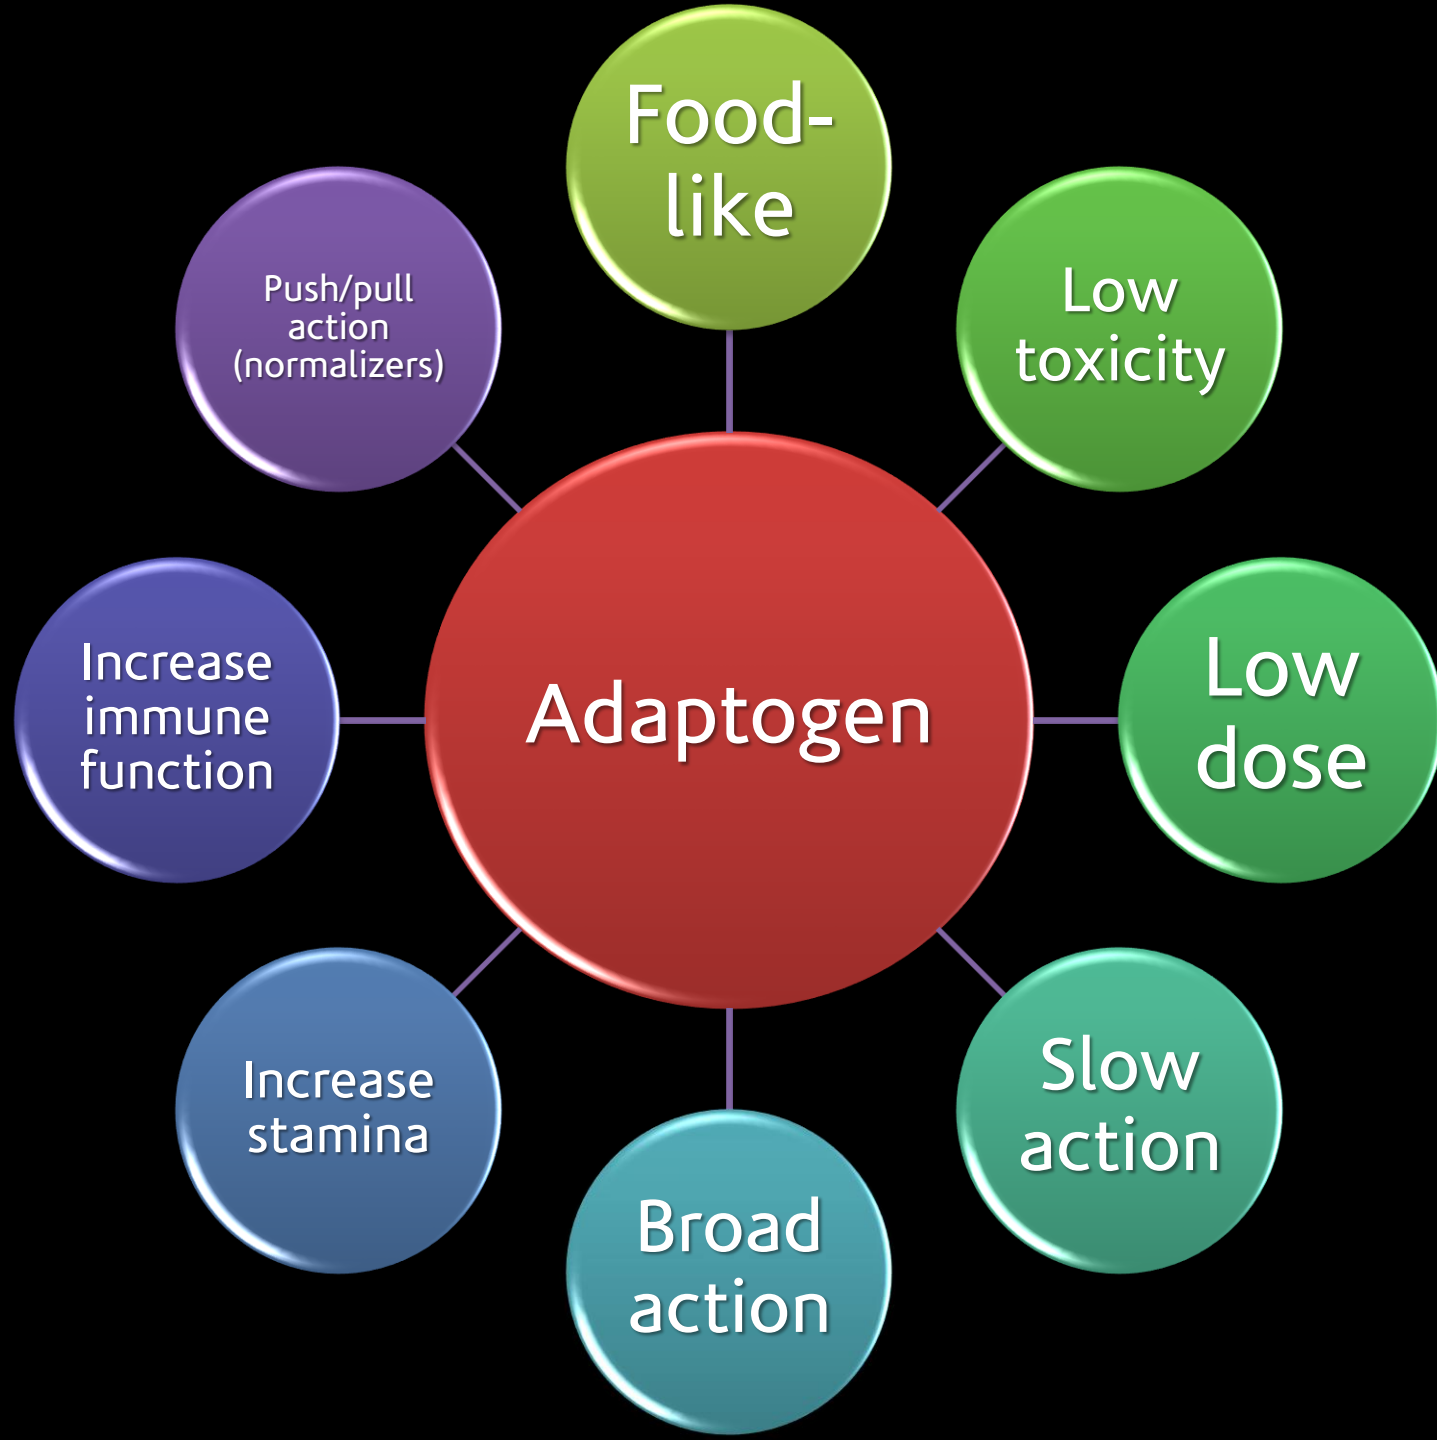 Food-
like
Low
toxicity
Low
dose
Slow
action
Broad
action
Increase
stamina
Increase
immune
function
Push/pull
action
(normalizers)
Adaptogen